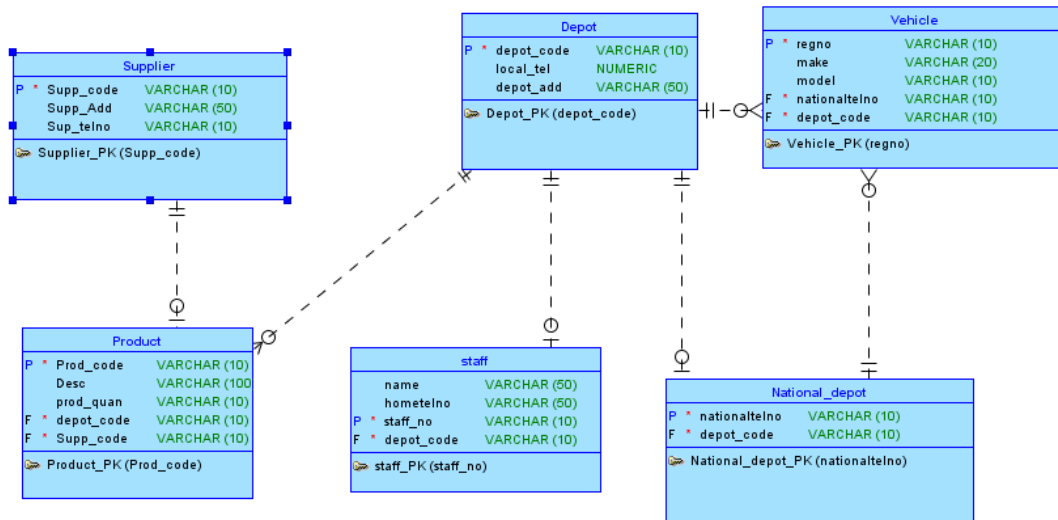 Supplier
P * Supp_code VARCHAR (10)
Supp_Add VARCHAR (50)
Sup_telno VARCHAR (10)
Supplier_PK (Supp_code)
Depot
P * depot_code VARCHAR (10)
local_tel NUMERIC
depot_add VARCHAR (50)
Depot_PK (depot_code)
Vehicle
P * regno VARCHAR (10)
make VARCHAR (20)
model VARCHAR (10)
F * nationaltelno VARCHAR (10)
F * depot_code VARCHAR (10)
Vehicle_PK (regno)
Product
P * Prod_code VARCHAR (10)
Desc VARCHAR (100
prod_quan VARCHAR (10)
F * depot_code VARCHAR (10)
F * Supp_code VARCHAR (10)
Product_PK (Prod_code)
staff
name VARCHAR (50)
hometelno VARCHAR (50)
P * staff_no VARCHAR (10)
F * depot_code VARCHAR (10)
staff_PK (staff_no)
National_depot
P * nationaltelno VARCHAR (10)
F * depot_code VARCHAR (10)
National_depot_PK (nationaltelno)